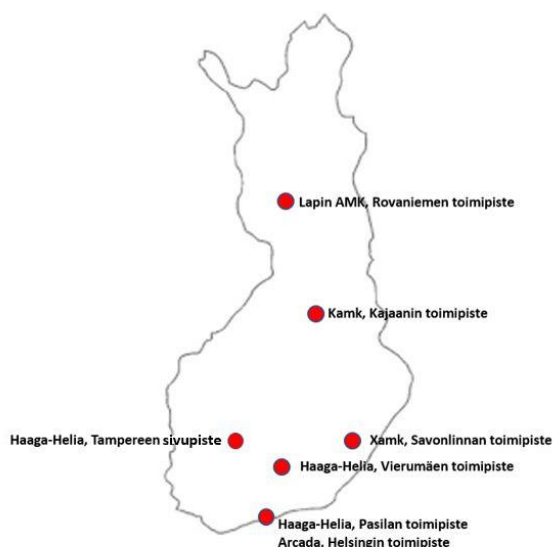 Lapin AMK, Rovaniemen toimipiste
Kamk, Kajaanin toimipiste
Haaga-Helia, Tampereen sivupiste
Xamk, Savonlinnan toimipiste
Haaga-Helia, Vierumäen toimipiste
Haaga-Helia, Pasilan toimipiste
Arcada, Helsingin toimipiste